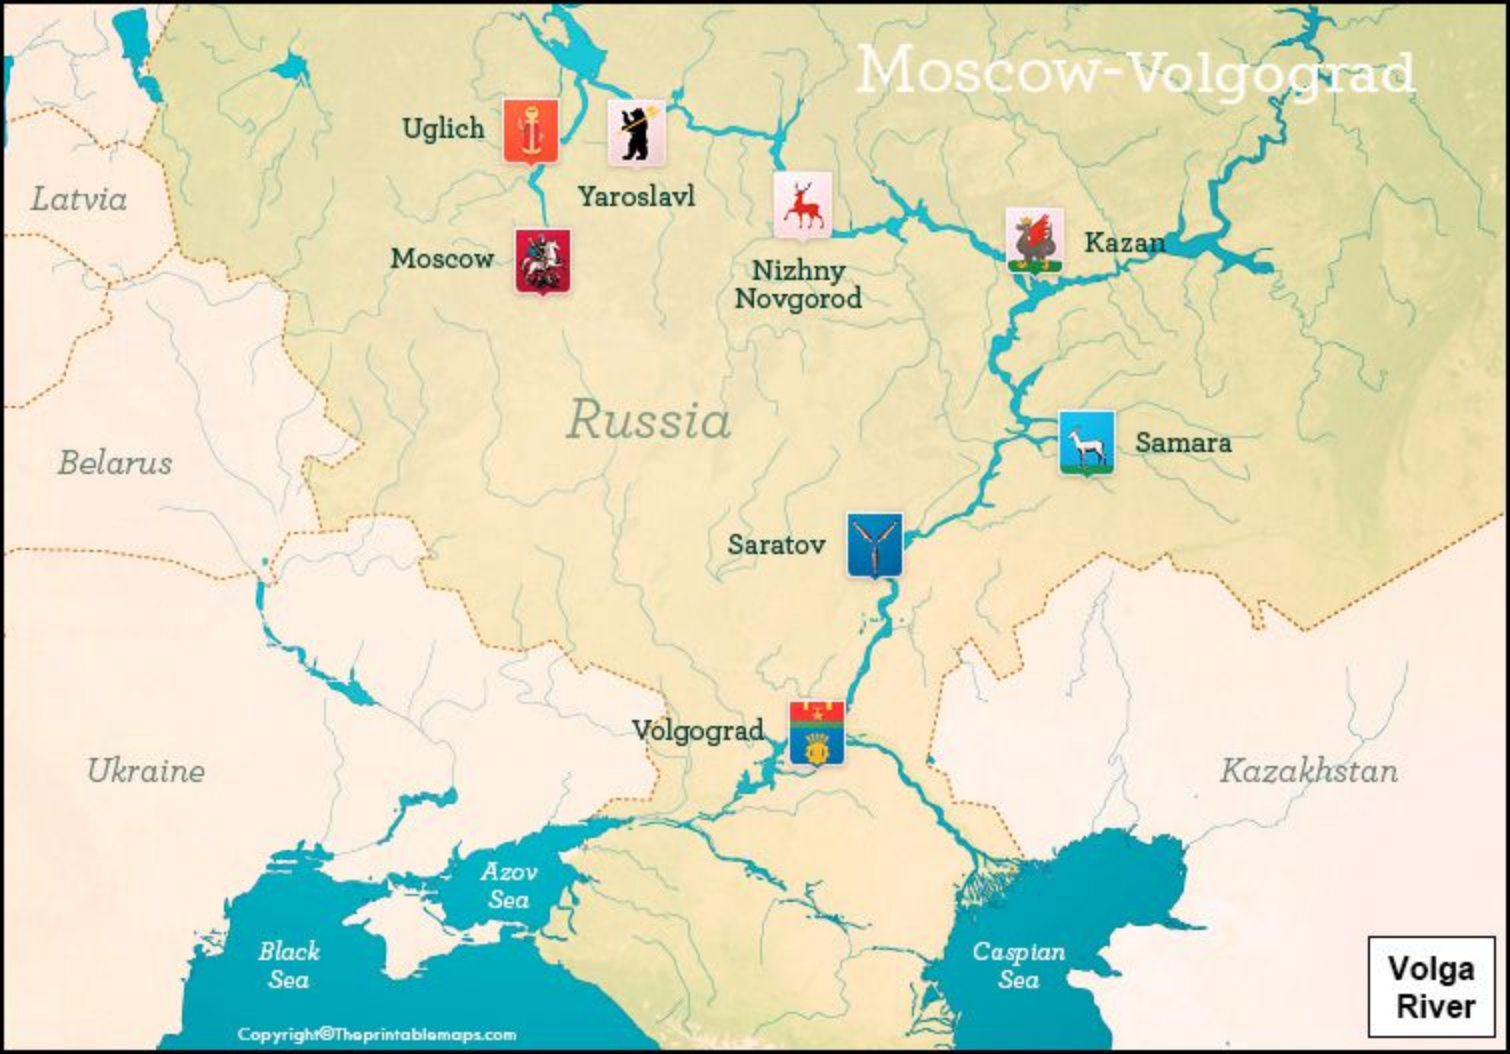 Moscow-Volgograd
Uglich
Yaroslavl
Latvia
Moscow
Kazan
Nizhny
Novgorod
Russia
Belarus
Samara
Saratov
Volgograd
Ukraine
Kazakhstan
Azov
Sea
Black
Sea
Caspian
Sea
Volga
River
Copyright©Theprintablemaps.com